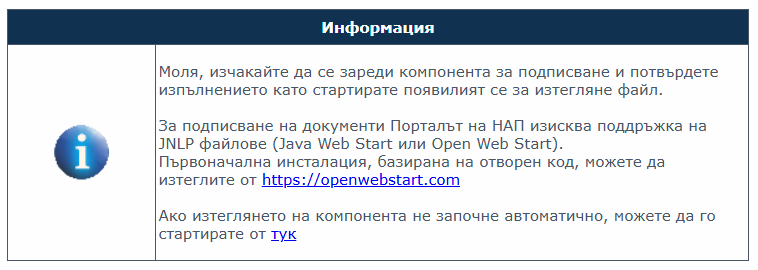 Информация
Моля, изчакайте да се зареди компонента за подписване и потвърдете
изпълнението като стартирате появилият се за изтегляне файл.
За подписване на документи Порталът на НАП изисква поддръжка на
JNLP файлове (Java Web Start или Open Web Start).
Първоначална инсталация, базирана на отворен код, можете да
изтеглите от https://openwebstart.com
Ако изтеглянето на компонента не започне автоматично, можете да го
стартирате от тук